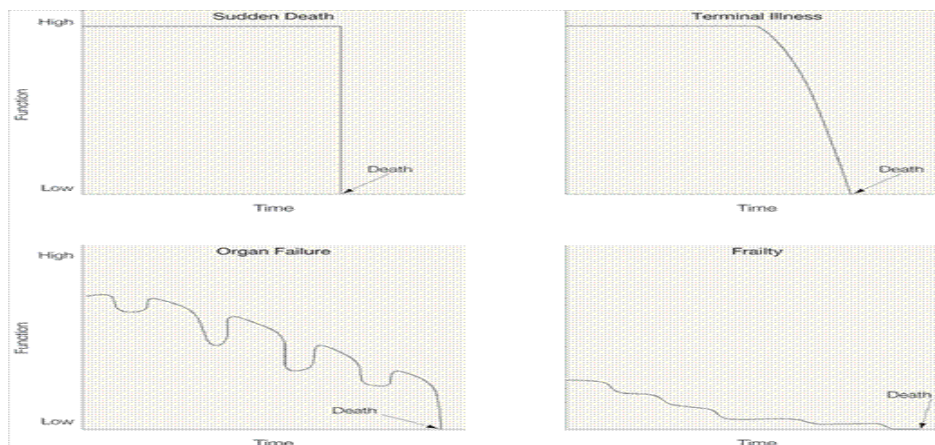 Sudden Death
High
Function
Low
Death
Time
Terminal Illness
Death
Time
Organ Failure
High
Function
Low
Death
Time
Frailty
Death
Time